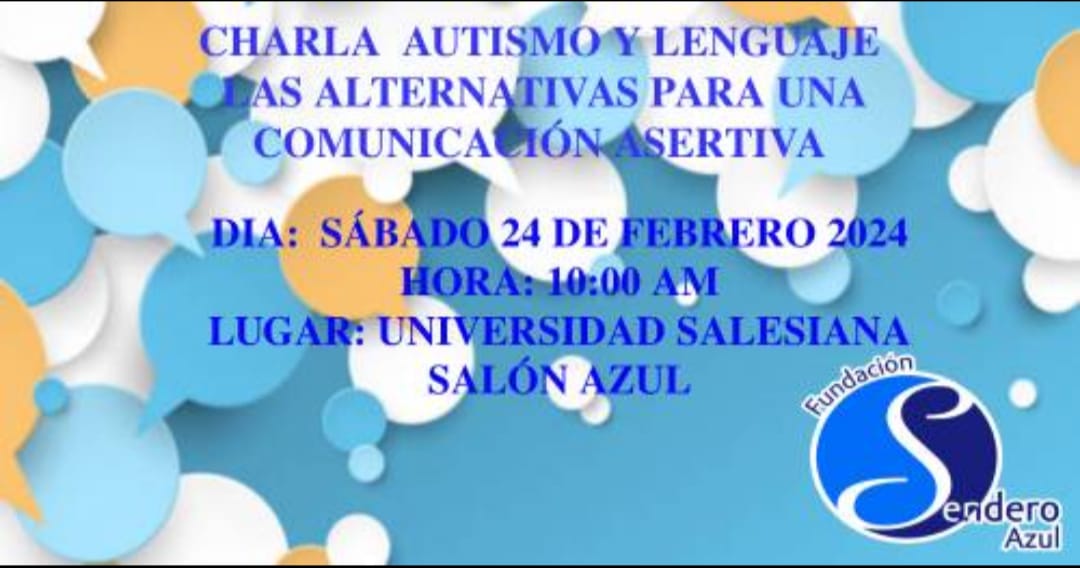 CHARLA AUTISMO Y LENGUAJE
LAS ALTERNATIVAS PARA UNA
COMUNICACIÓN ASERTIVA
DIA: SÁBADO 24 DE FEBRERO 2024
HORA: 10:00 AM
LUGAR: UNIVERSIDAD SALESIANA
SALÓN AZUL
Fundación
Sendero
Azul